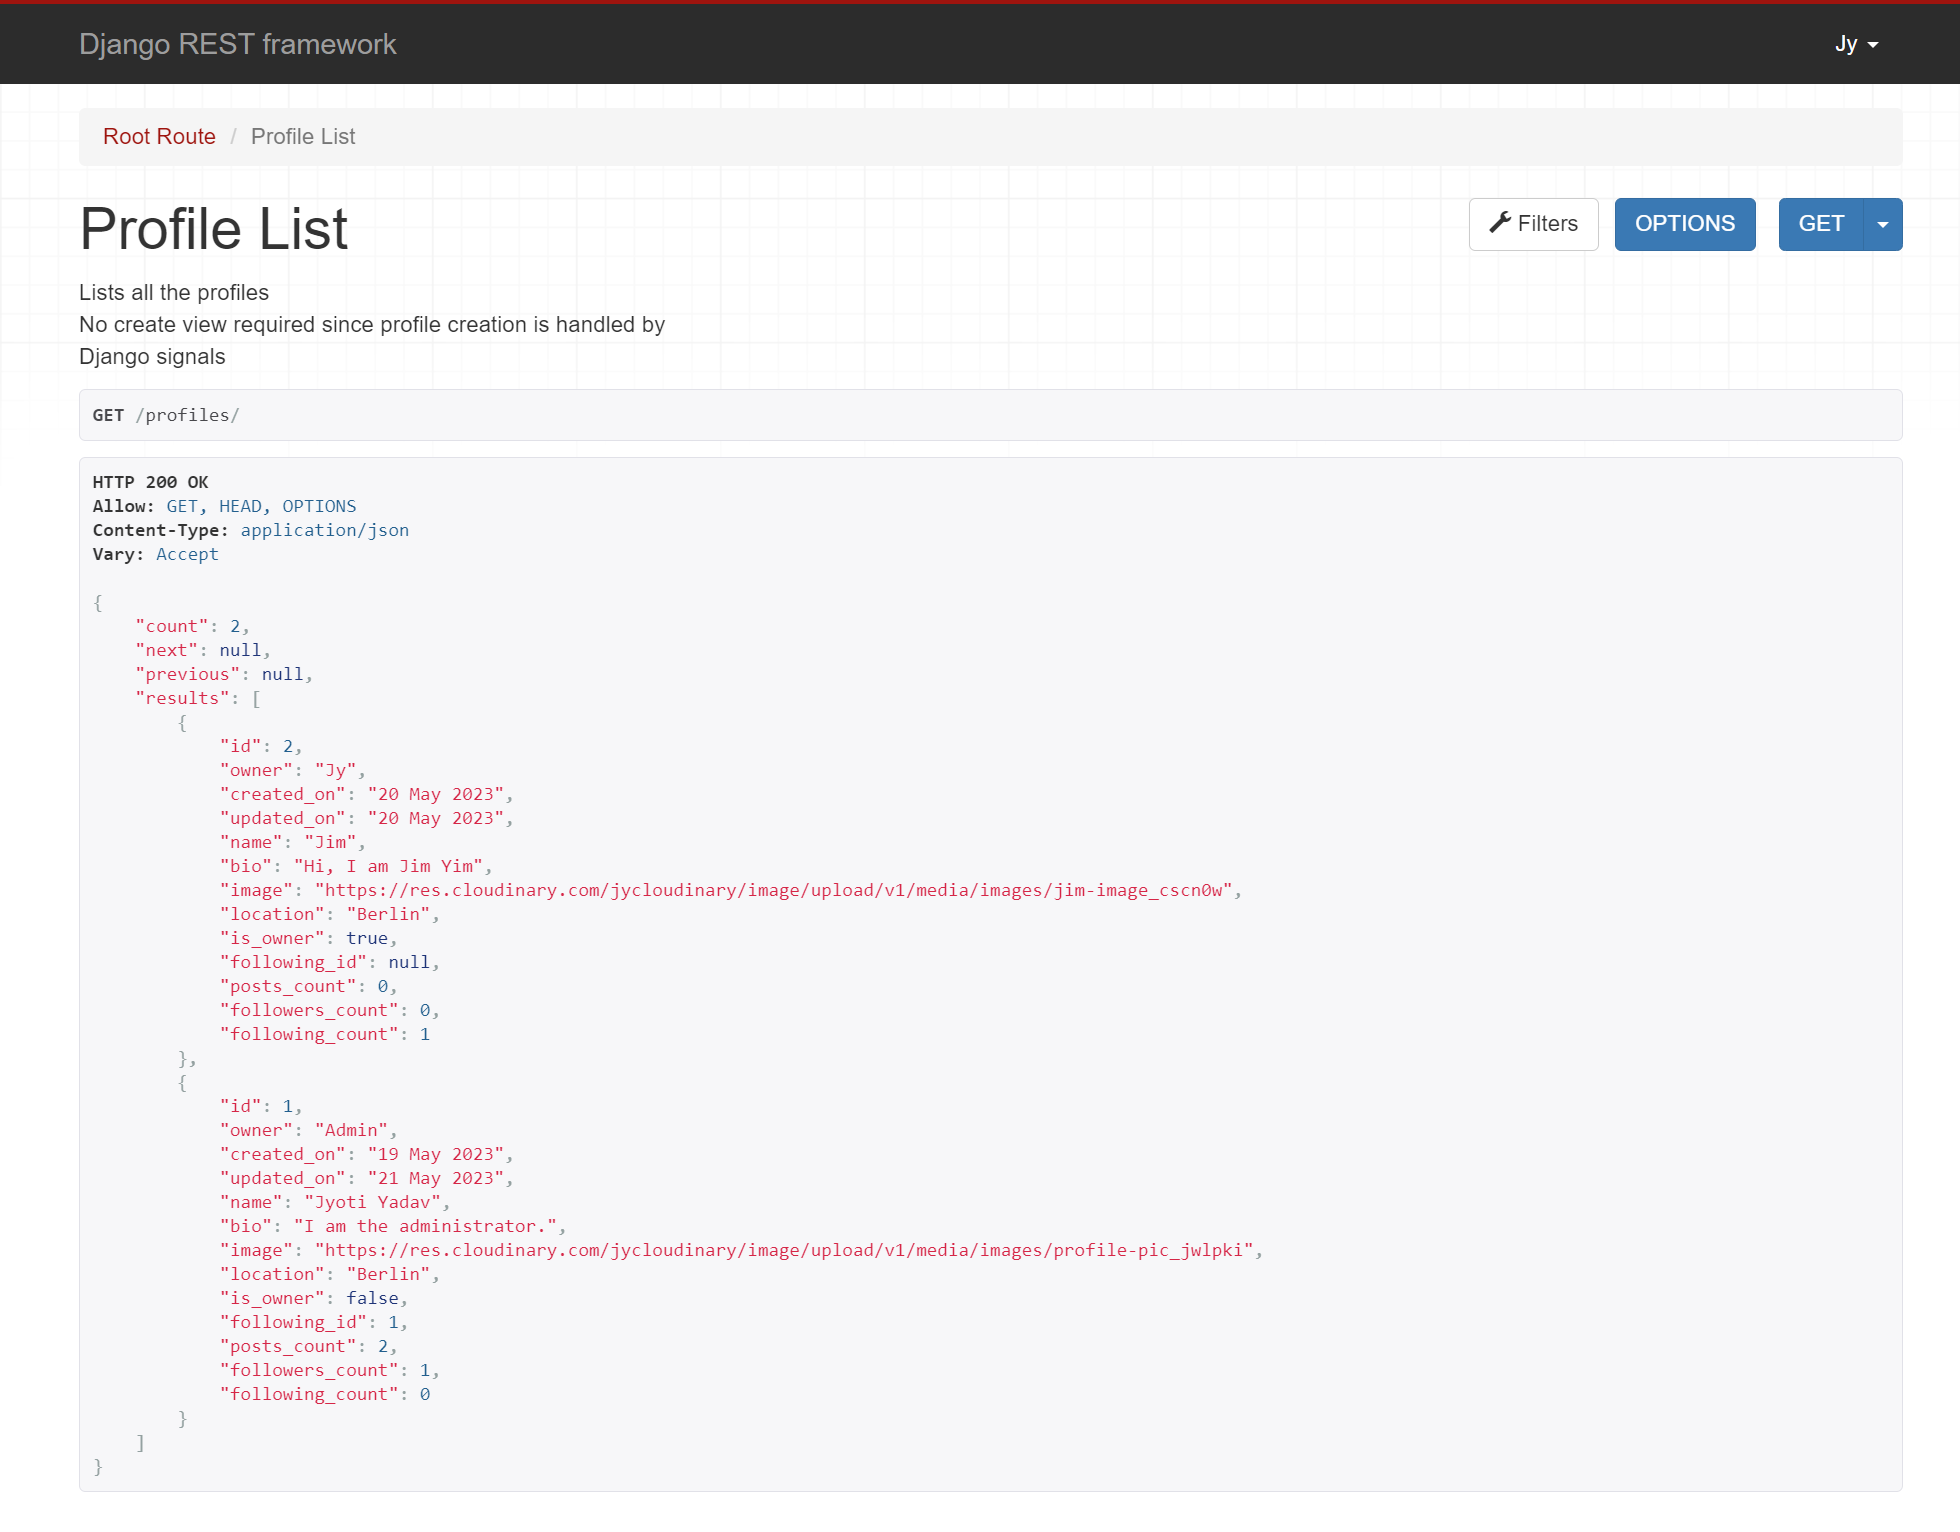 Django REST framework
Jy
Root Route / Profile List
Profile List
Filters
OPTIONS
GET
Lists all the profiles
No create view required since profile creation is handled by
Django signals
GET /profiles/
HTTP 200 OK
Allow: GET, HEAD, OPTIONS
Content-Type: application/json
Vary: Accept
{
    "count": 2,
    "next": null,
    "previous": null,
    "results": [
        {
            "id": 2,
            "owner": "Jy",
            "created_on": "20 May 2023",
            "updated_on": "20 May 2023",
            "name": "Jim",
            "bio": "Hi, I am Jim Yim",
            "image": "https://res.cloudinary.com/jycloudinary/image/upload/v1/media/images/jim-image_cscn0w",
            "location": "Berlin",
            "is_owner": true,
            "following_id": null,
            "posts_count": 0,
            "followers_count": 0,
            "following_count": 1
        },
        {
            "id": 1,
            "owner": "Admin",
            "created_on": "19 May 2023",
            "updated_on": "21 May 2023",
            "name": "Jyoti Yadav",
            "bio": "I am the administrator.",
            "image": "https://res.cloudinary.com/jycloudinary/image/upload/v1/media/images/profile-pic_jwlpki",
            "location": "Berlin",
            "is_owner": false,
            "following_id": 1,
            "posts_count": 2,
            "followers_count": 1,
            "following_count": 0
        }
    ]
}